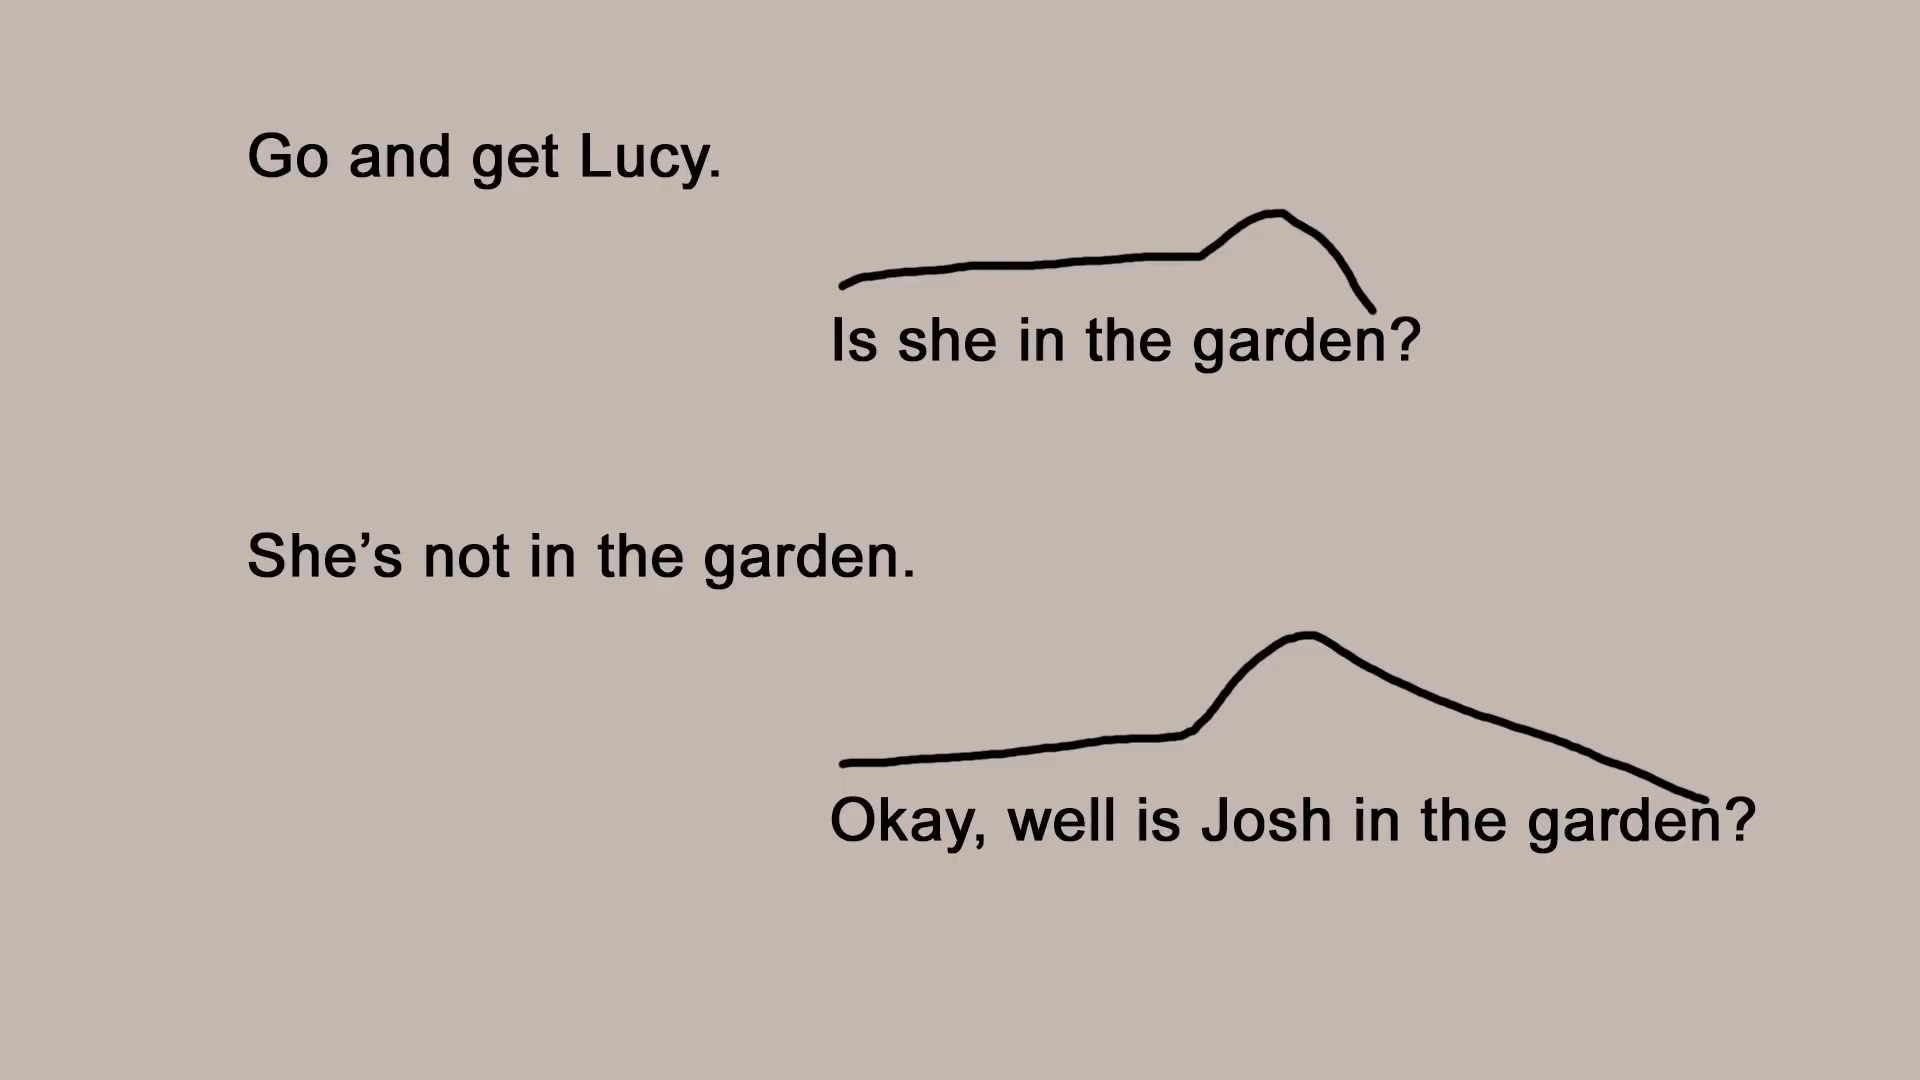 Go and get Lucy.
Is she in the garden?
She’s not in the garden.
Okay, well is Josh in the garden?